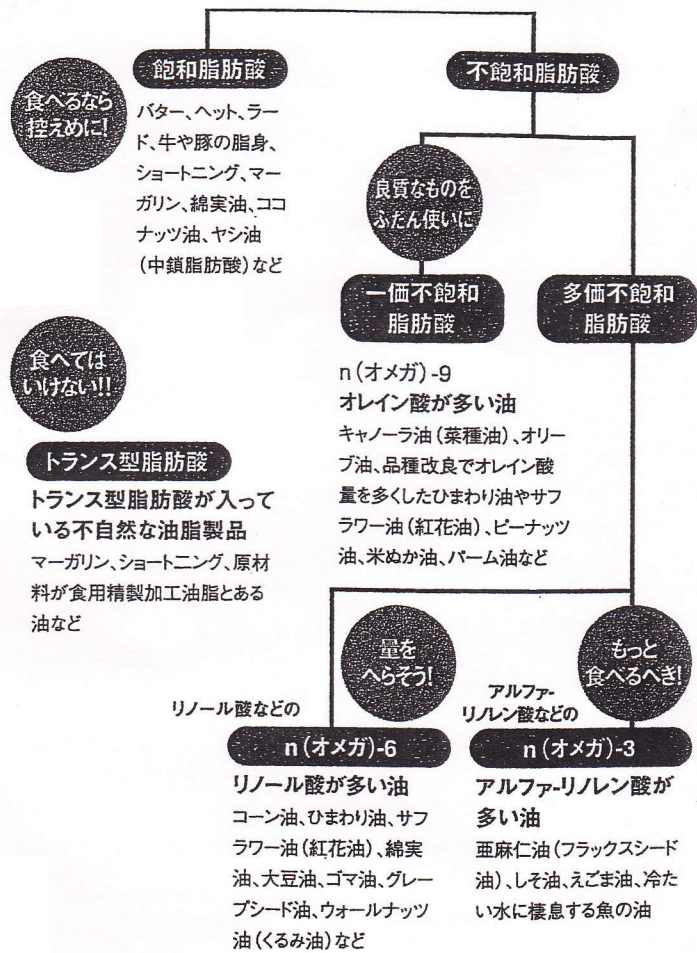 飽和脂肪酸
食べるなら
控えめに!
バター、ヘット、ラー
ド、牛や豚の脂身、
ショートニング、マー
ガリン、綿実油、ココ
ナッツ油、ヤシ油
(中鎖脂肪酸)など
不飽和脂肪酸
良質なものを
ふだん使いに
一価不飽和
脂肪酸
n(オメガ)-9
オレイン酸が多い油
キャノーラ油(菜種油)、オリー
ブ油、品種改良でオレイン酸
量を多くしたひまわり油やサフ
ラワー油(紅花油)、ピーナッツ
油、米ぬか油、パーム油など
多価不飽和
脂肪酸
食べては
いけない!!
トランス型脂肪酸
トランス型脂肪酸が入って
いる不自然な油脂製品
マーガリン、ショートニング、原材
料が食用精製加工油脂とある
油など
量を
へらそう!
リノール酸などの
n(オメガ)-6
リノール酸が多い油
コーン油、ひまわり油、サフ
ラワー油(紅花油)、綿実
油、大豆油、ゴマ油、グレー
プシード油、ウォールナッツ
油(くるみ油)など
もっと
食べるべき!
アルファ-
リノレン酸などの
n(オメガ)-3
アルファ-リノレン酸が
多い油
亜麻仁油(フラックスシード
油)、しそ油、えごま油、冷た
い水に棲息する魚の油